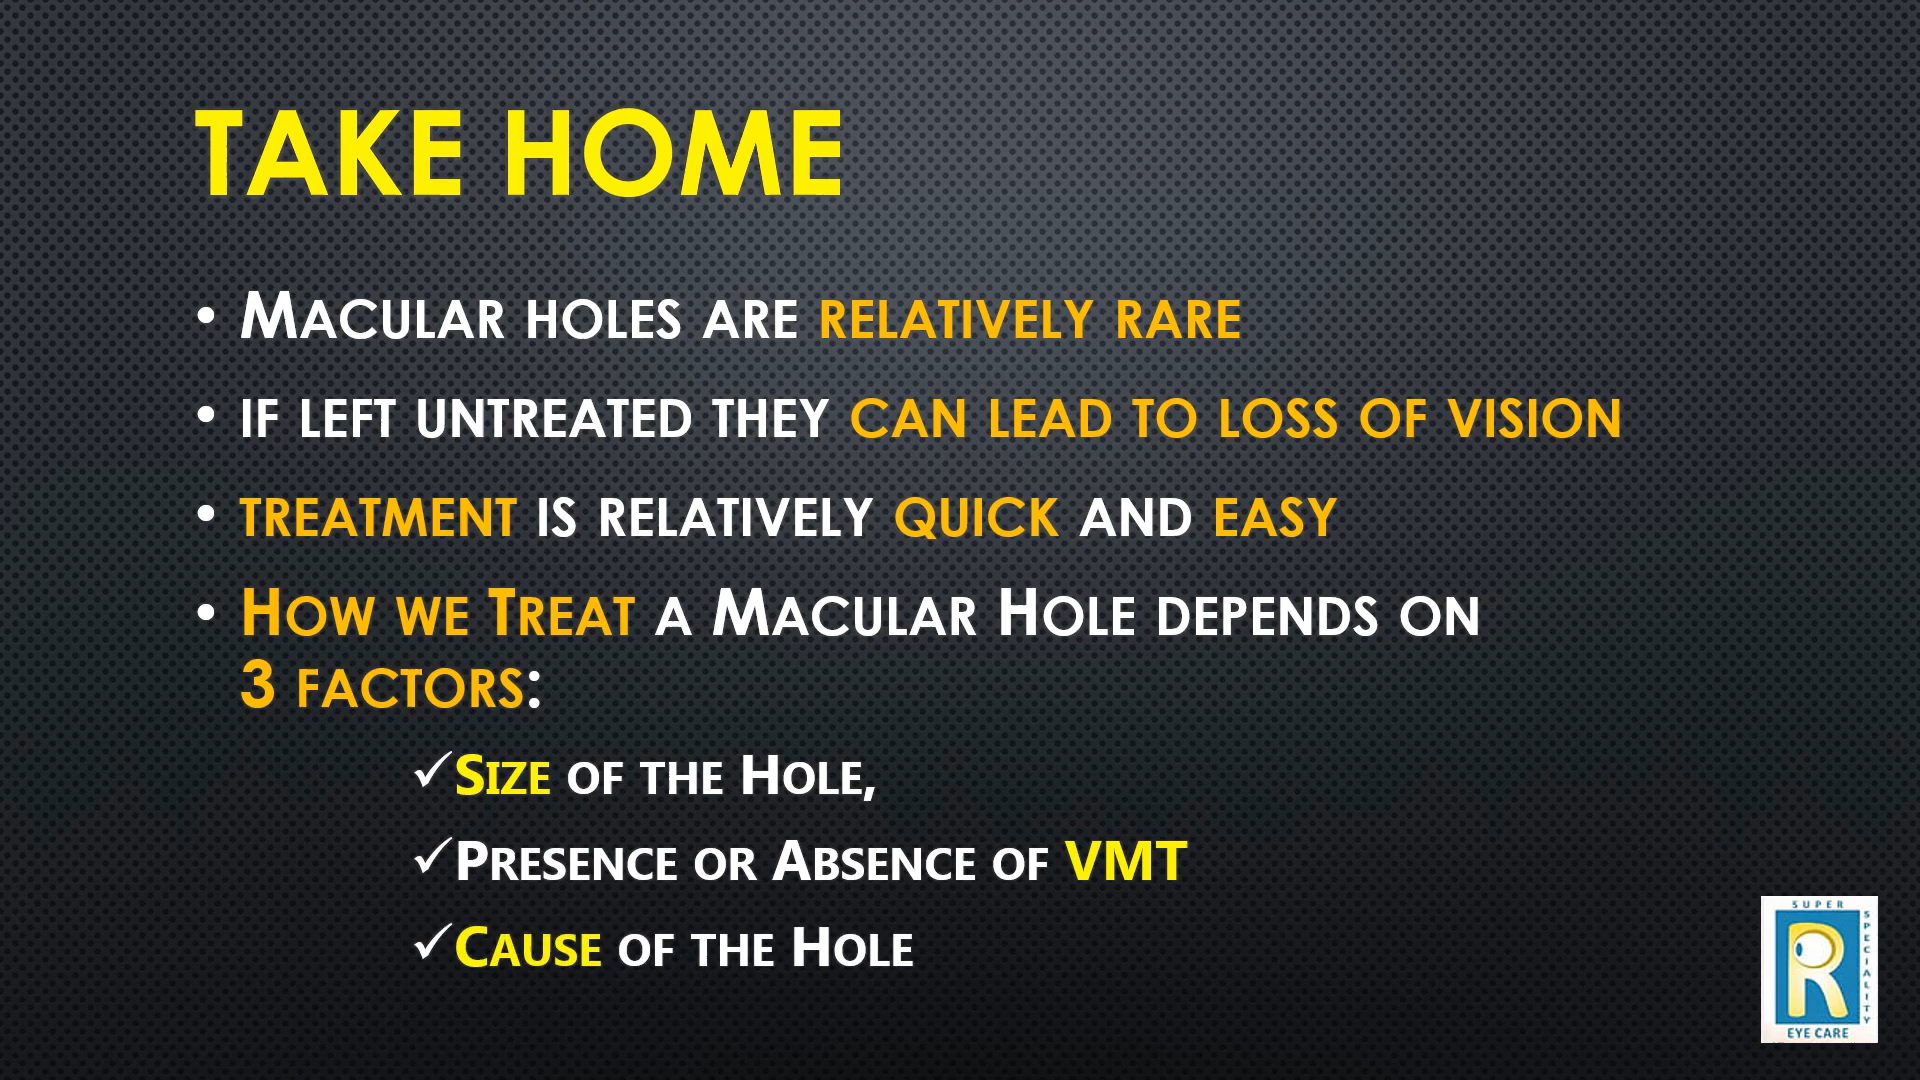 TAKE HOME
• MACULAR HOLES ARE RELATIVELY RARE
• IF LEFT UNTREATED THEY CAN LEAD TO LOSS OF VISION
• TREATMENT IS RELATIVELY QUICK AND EASY
• HOW WE TREAT A MACULAR HOLE DEPENDS ON
3 FACTORS:
✓SIZE OF THE HOLE,
✓PRESENCE OR ABSENCE OF VMT
✓CAUSE OF THE HOLE
SUPER
SPECIALITY
R
EYE CARE